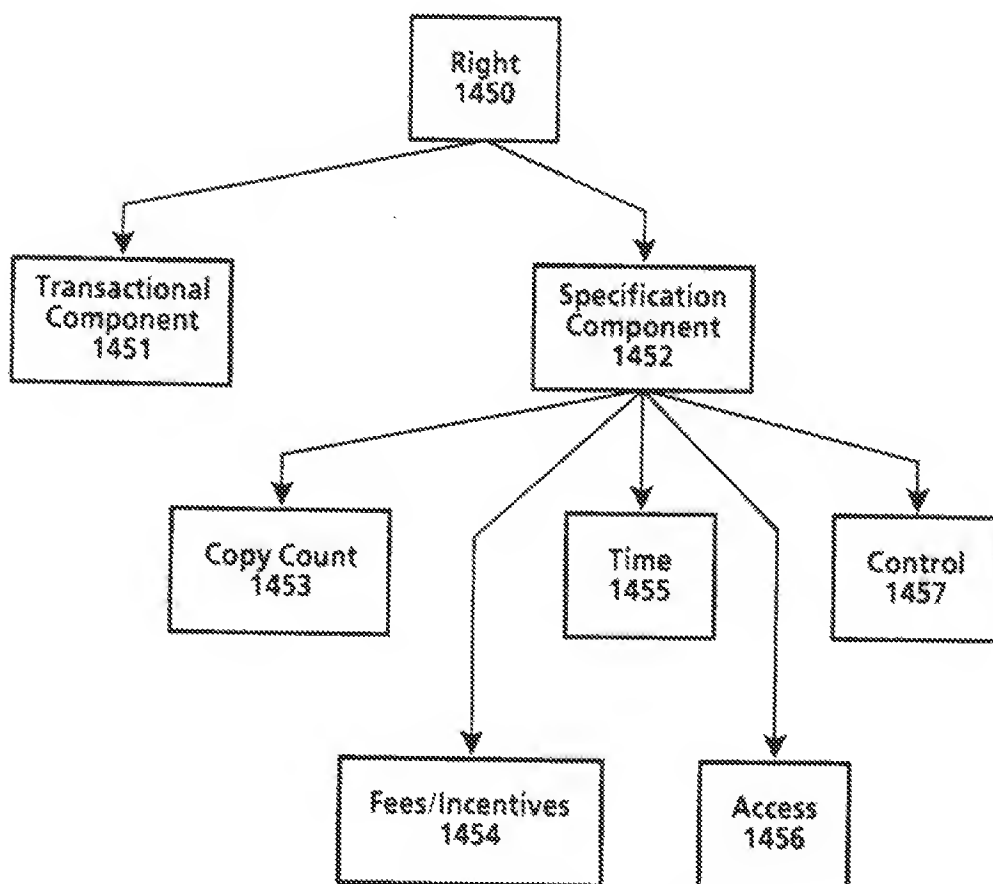 Right
1450
Transactional
Component
1451
Specification
Component
1452
Copy Count
1453
Time
1455
Control
1457
Fees/Incentives
1454
Access
1456